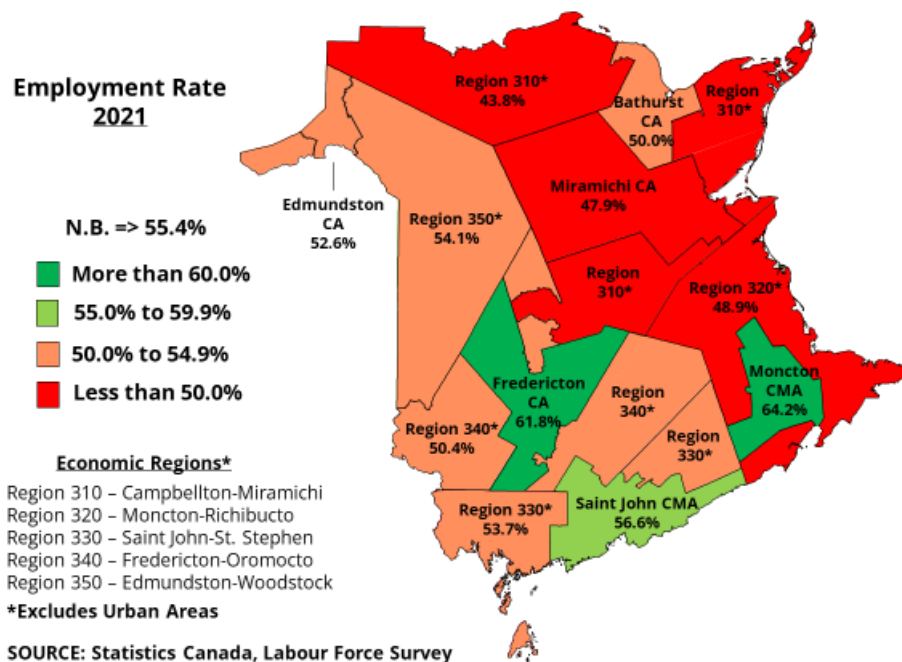 Employment Rate
2021
N.B. => 55.4%
More than 60.0%
55.0% to 59.9%
50.0% to 54.9%
Less than 50.0%
Economic Regions*
Region 310 – Campbellton-Miramichi
Region 320 – Moncton-Richibucto
Region 330 – Saint John-St. Stephen
Region 340 – Fredericton-Oromocto
Region 350 – Edmundston-Woodstock
*Excludes Urban Areas
SOURCE: Statistics Canada, Labour Force Survey
Region 310*
43.8%
Bathurst
CA
50.0%
Region
310*
Edmundston
CA
52.6%
Region 350*
54.1%
Miramichi CA
47.9%
Region
310*
Region 320*
48.9%
Fredericton
CA
61.8%
Moncton
CMA
64.2%
Region
340*
Region 340*
50.4%
Region
330*
Region 330*
53.7%
Saint John CMA
56.6%